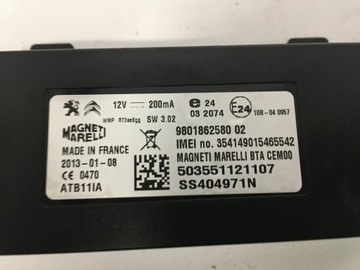 12V ⎓ 200mA
e 24
03 2074
E24
10R-04 0957
SW 3.02
MAGNETI
MARELLI
MADE IN FRANCE
2013-01-08
CE 0470
ATB11IA
9801862580 02
IMEI no. 354149015465542
MAGNETI MARELLI BTA CEM00
503551121107
SS404971N